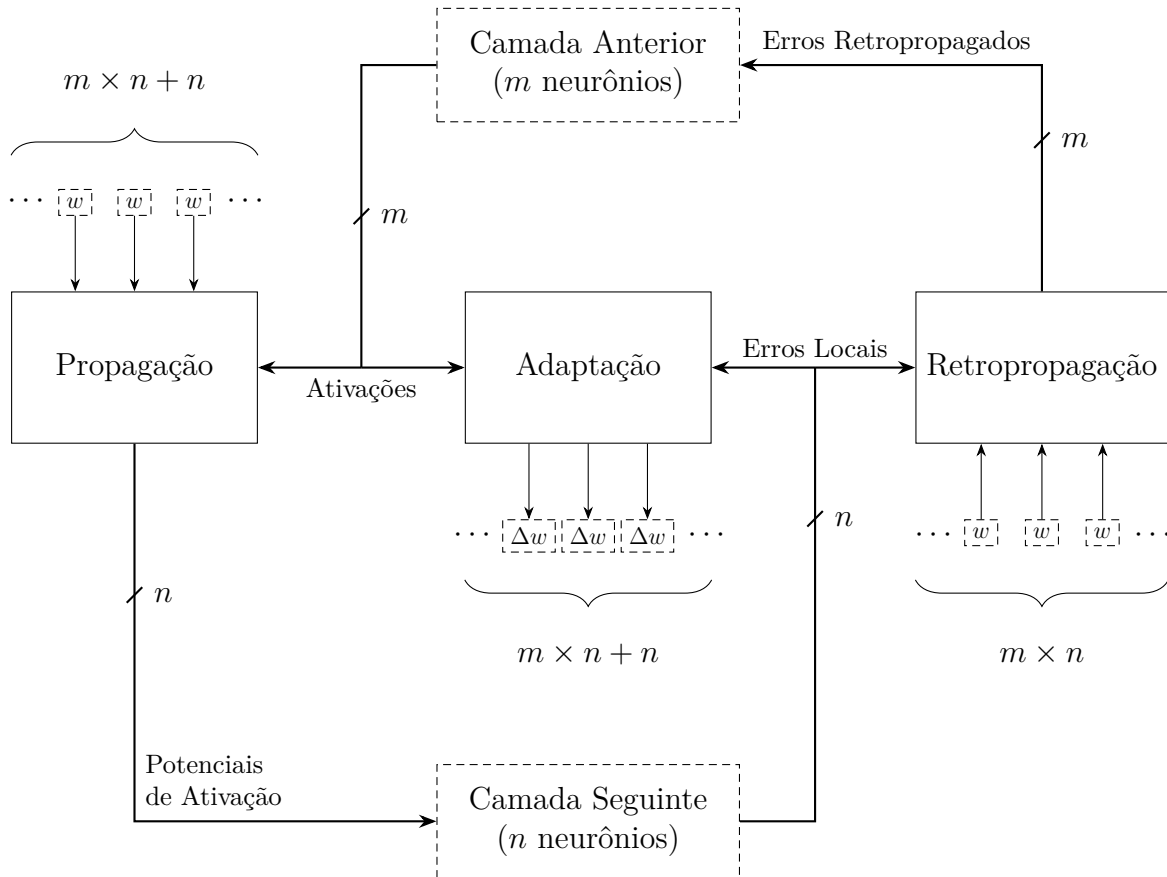 Camada Anterior
(m neurônios)
Erros Retropropagados
m × n + n
m
··· w w w ···
m
Propagação
Ativações
Adaptação
Erros Locais
Retropropagação
··· Δw Δw Δw ···
n
··· w w w ···
n
m × n + n
m × n
Potenciais
de Ativação
Camada Seguinte
(n neurônios)